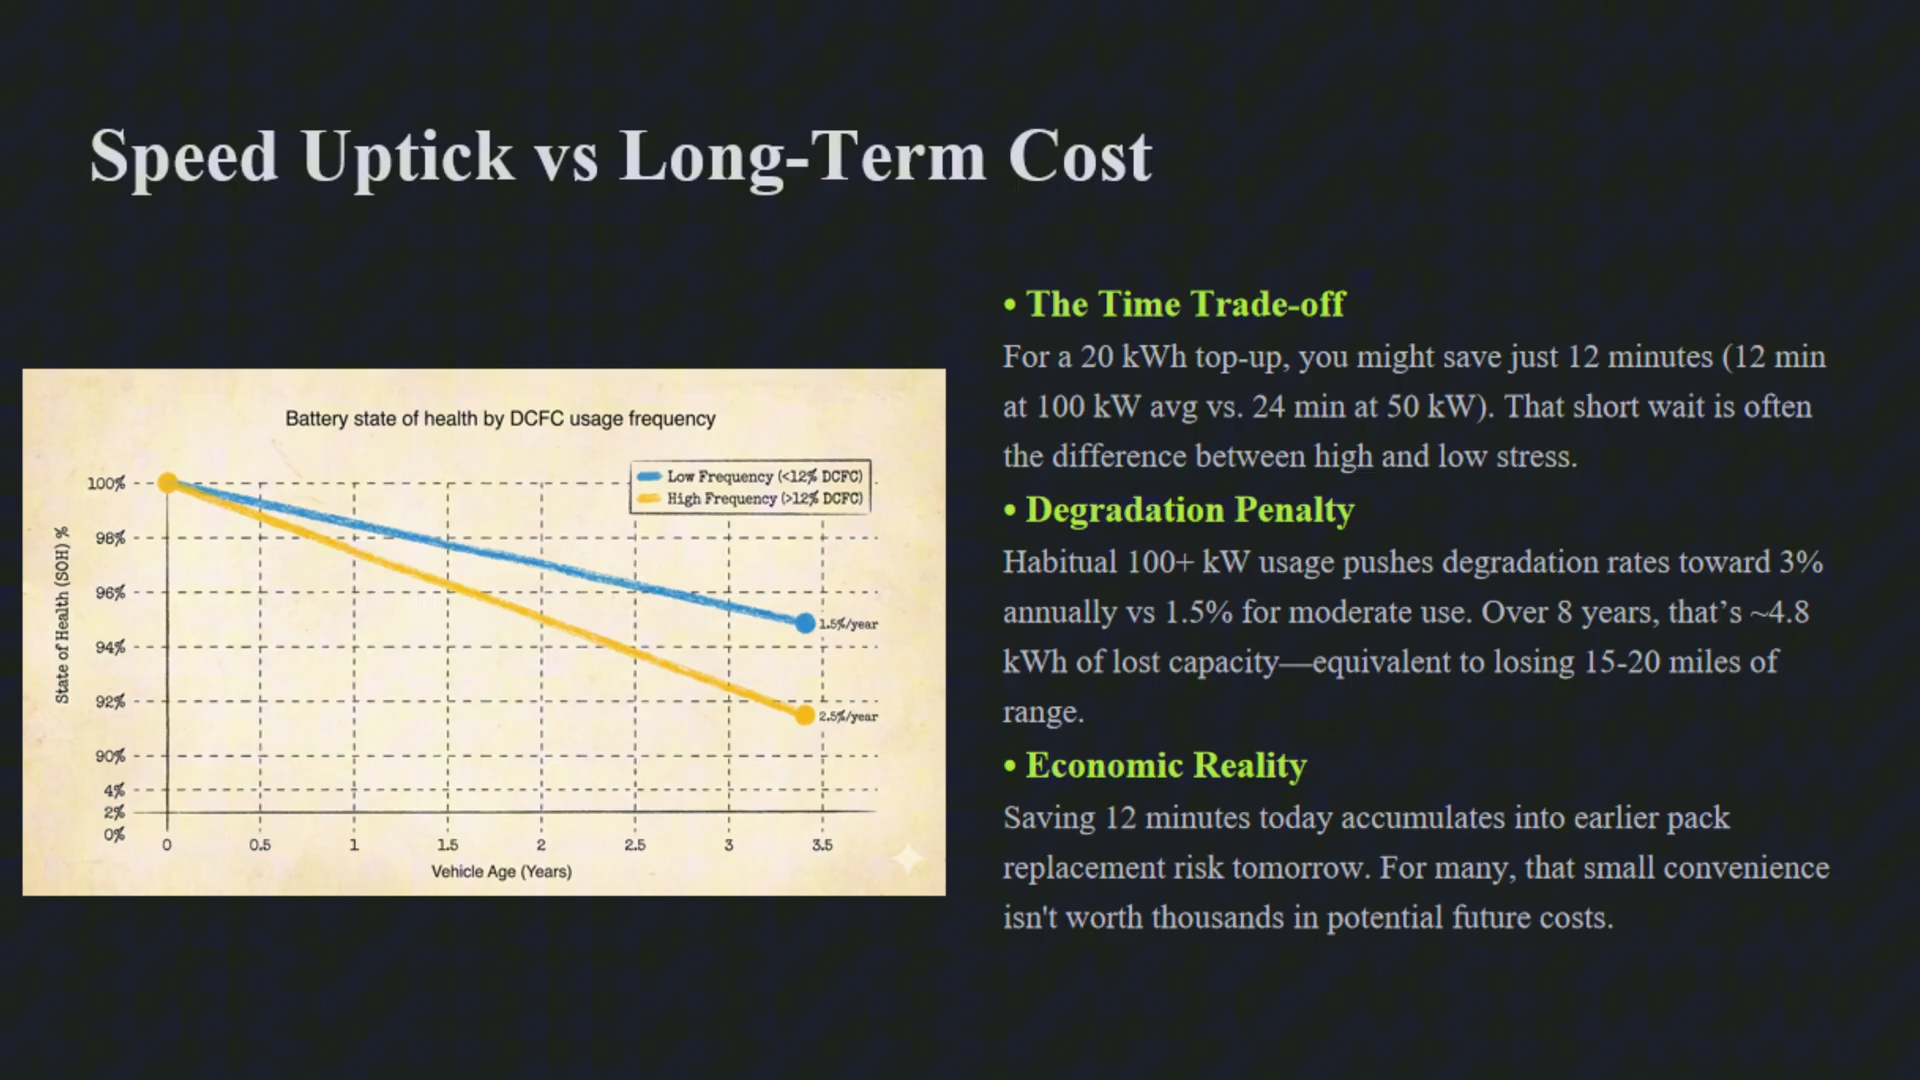 Speed Uptick vs Long-Term Cost
Battery state of health by DCFC usage frequency
Low Frequency (<12% DCFC)
High Frequency (>12% DCFC)
State of Health (SOH) %
100%
98%
96%
94%
92%
90%
4%
2%
0%
1.5%/year
2.5%/year
0 0.5 1 1.5 2 2.5 3 3.5
Vehicle Age (Years)
• The Time Trade-off
For a 20 kWh top-up, you might save just 12 minutes (12 min
at 100 kW avg vs. 24 min at 50 kW). That short wait is often
the difference between high and low stress.
• Degradation Penalty
Habitual 100+ kW usage pushes degradation rates toward 3%
annually vs 1.5% for moderate use. Over 8 years, that’s ~4.8
kWh of lost capacity—equivalent to losing 15-20 miles of
range.
• Economic Reality
Saving 12 minutes today accumulates into earlier pack
replacement risk tomorrow. For many, that small convenience
isn't worth thousands in potential future costs.